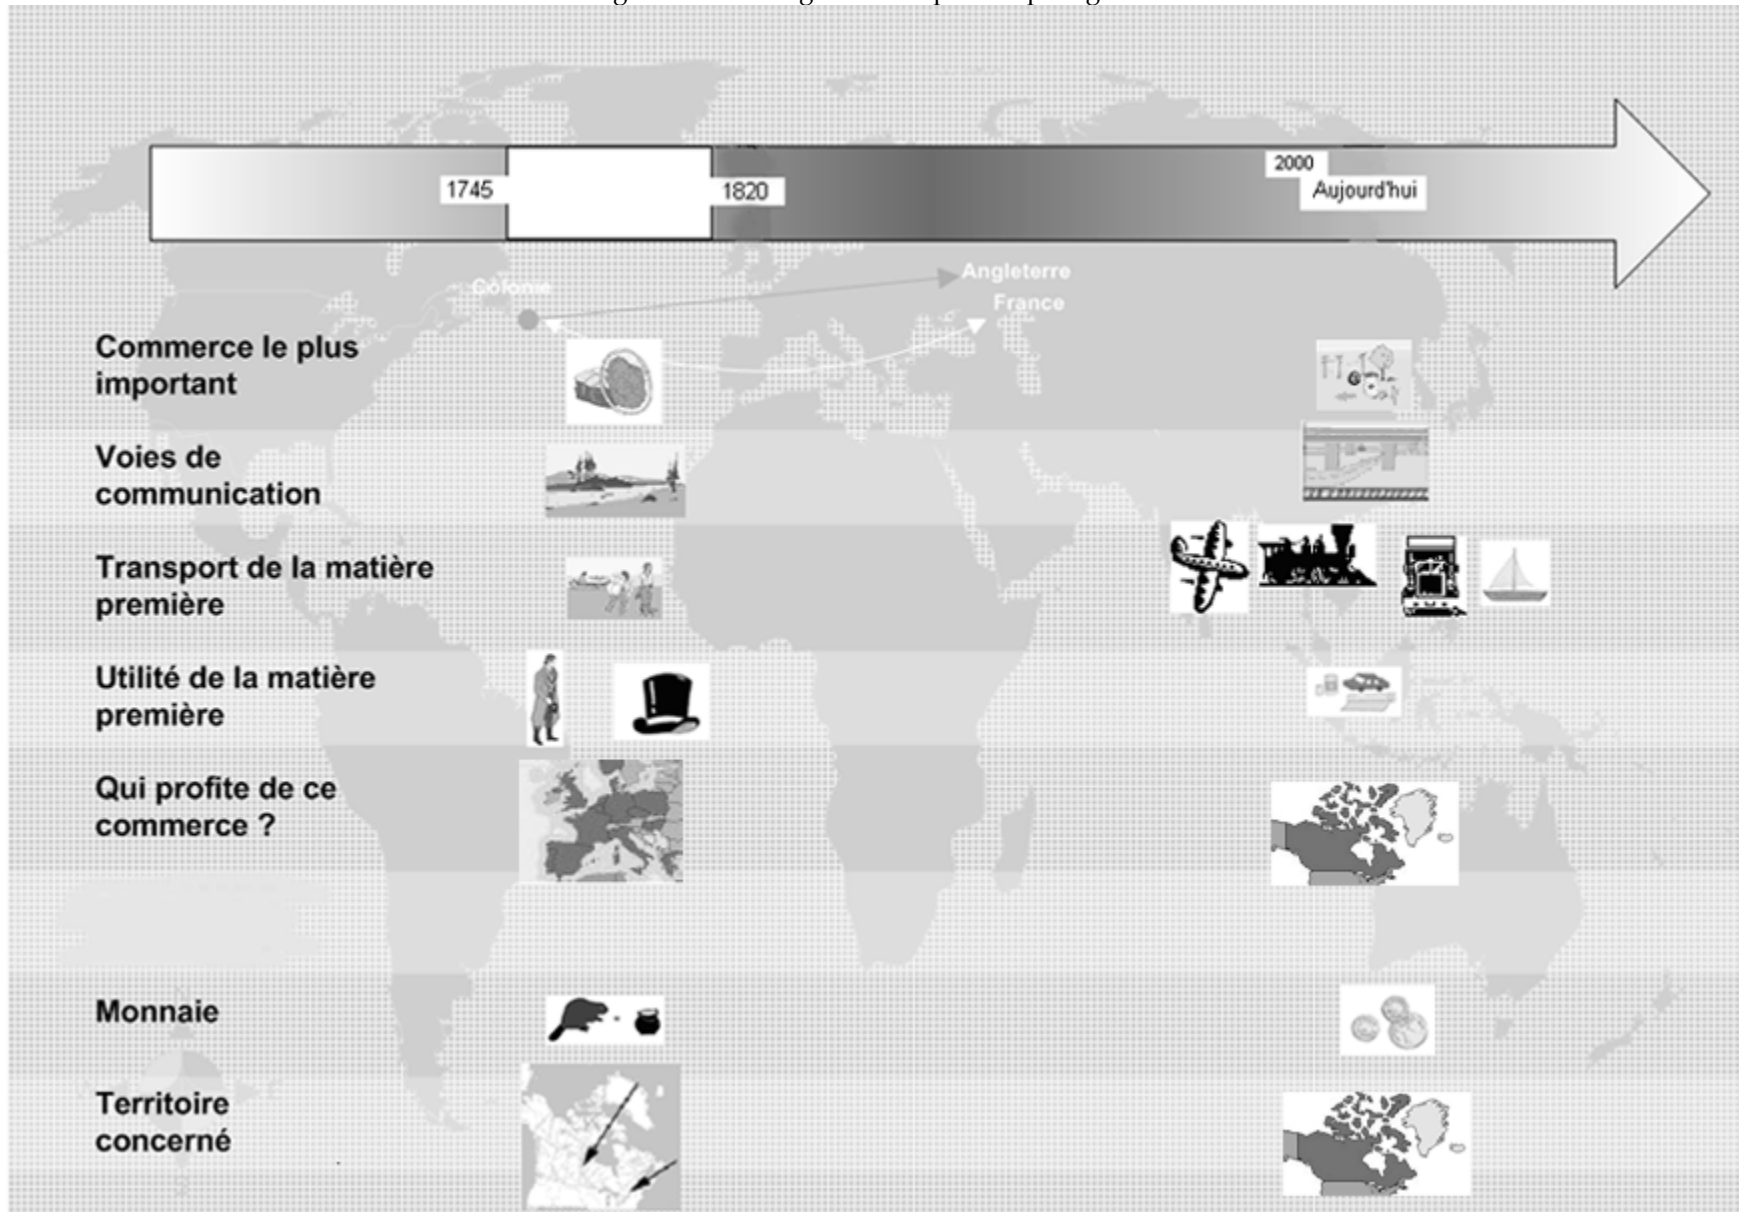 1745
1820
2000
Aujourd'hui
Colonie
Angleterre
France
Commerce le plus
important
Voies de
communication
Transport de la matière
première
Utilité de la matière
première
Qui profite de ce
commerce ?
Monnaie
Territoire
concerné